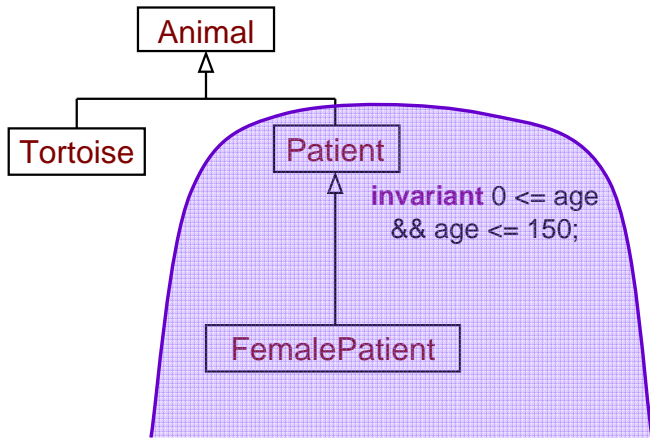 Animal
Tortoise
Patient
invariant 0 <= age
&& age <= 150;
FemalePatient